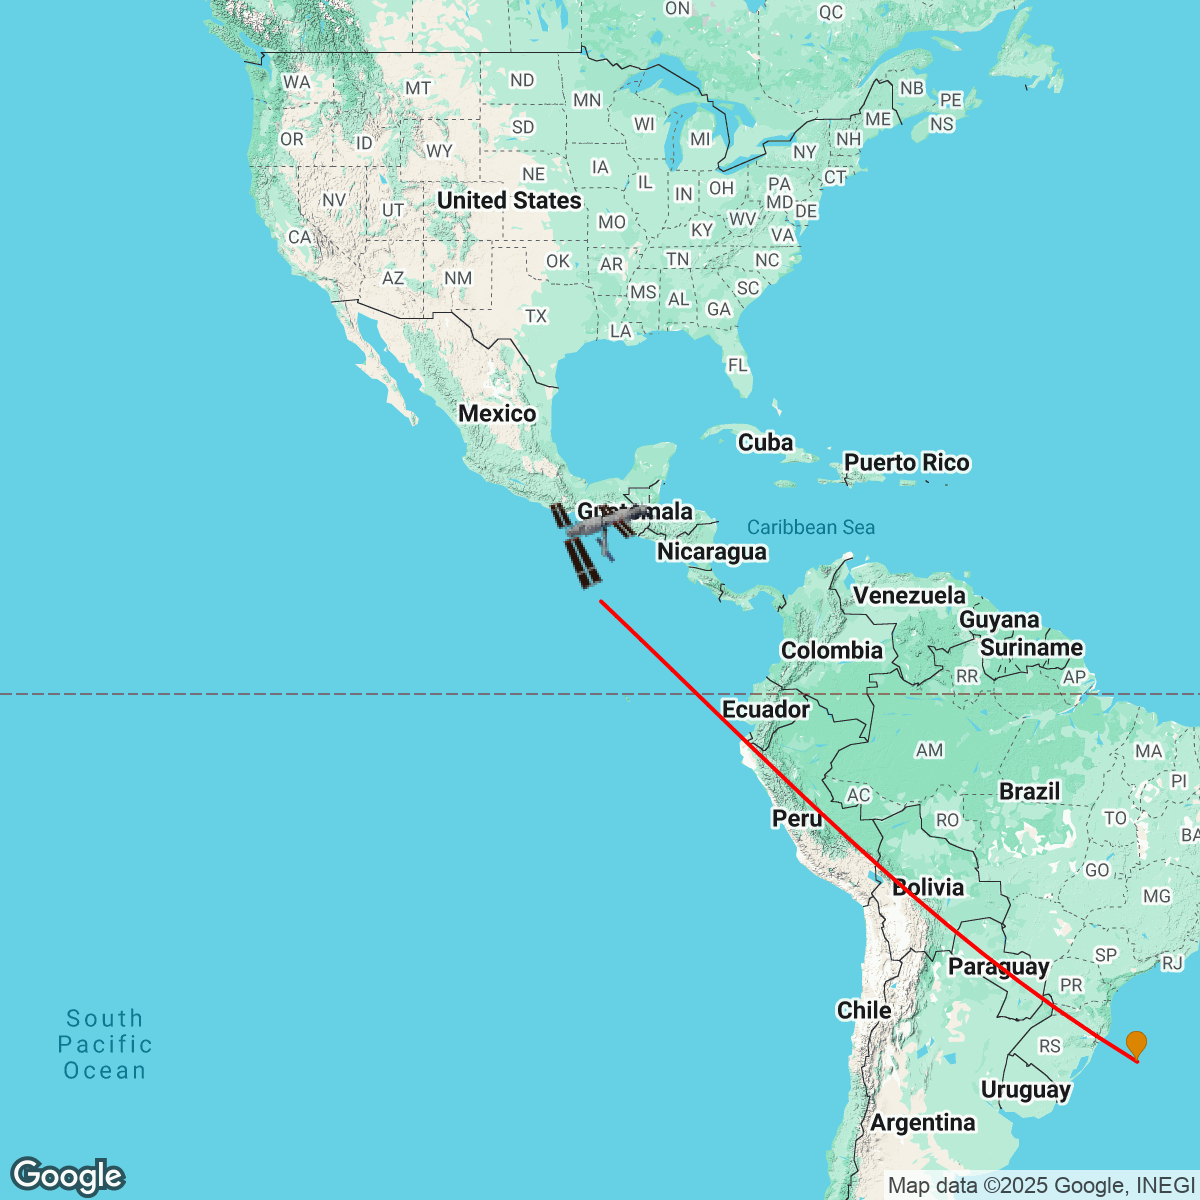 ON
QC
WA
MT
ND
MN
NB
PE
NS
ME
OR
ID
SD
WI
MI
NH
WY
NY
NE
IA
CT
NV
UT
United States
IL
IN
OH
PA
MD
DE
CA
MO
KY
WV
VA
AZ
NM
OK
AR
TN
NC
MS
AL
SC
GA
TX
LA
FL
Mexico
Cuba
Puerto Rico
Guatemala
Caribbean Sea
Nicaragua
Venezuela
Guyana
Colombia
Suriname
RR
AP
Ecuador
AM
MA
PI
Brazil
AC
Peru
RO
TO
BA
GO
Bolivia
MG
SP
RJ
Paraguay
PR
Chile
South
Pacific
Ocean
RS
Uruguay
Argentina
Google
Map data ©2025 Google, INEGI